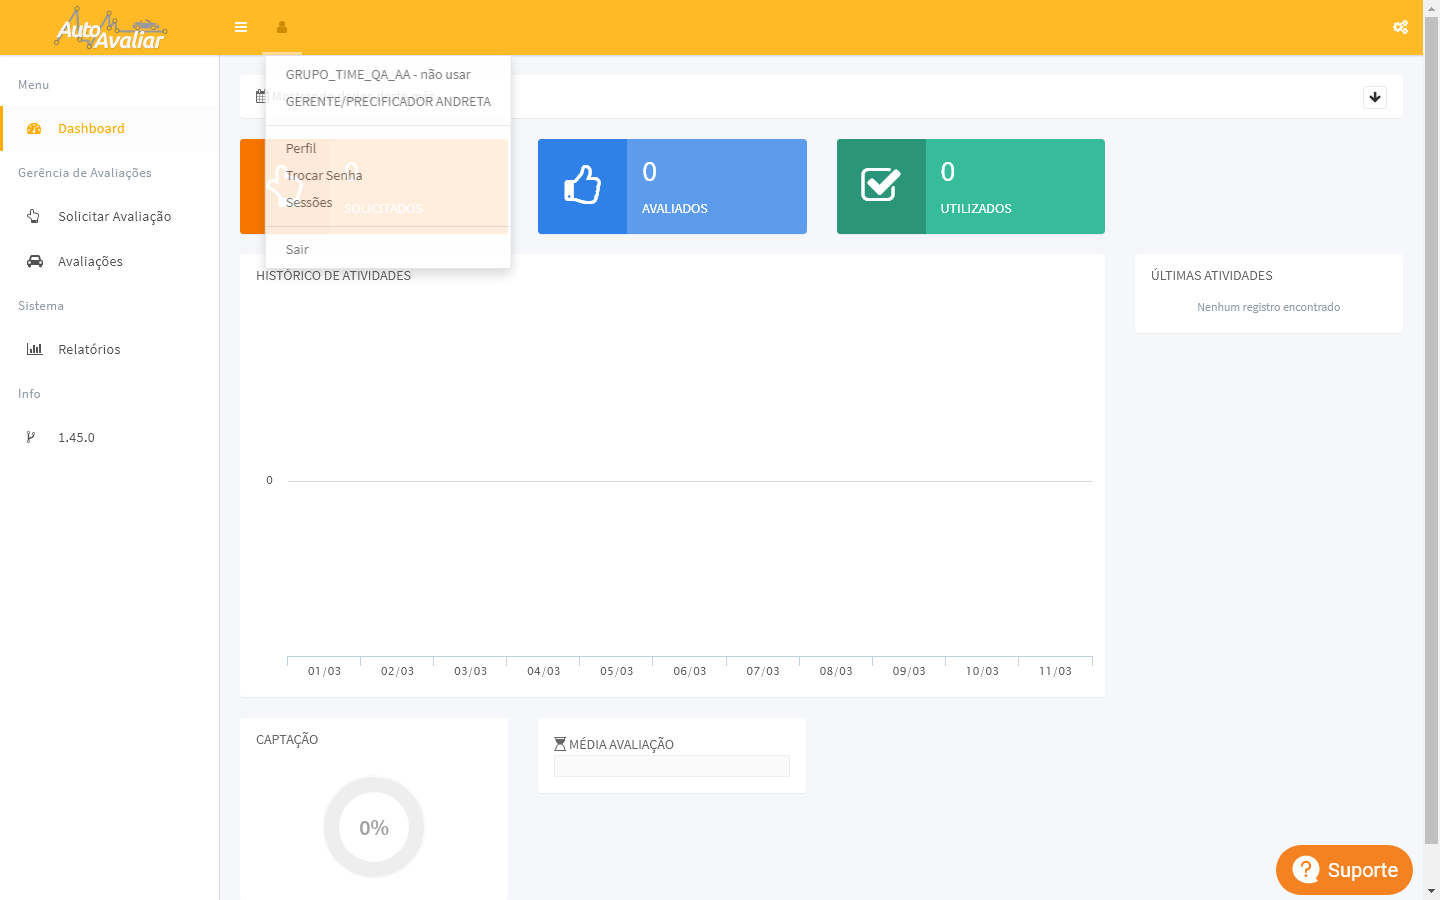 Auto Avaliar
GRUPO_TIME_QA_AA - não usar
GERENTE/PRECIFICADOR ANDRETA
Perfil
Trocar Senha
Sessões
Sair
Menu
Dashboard
Gerência de Avaliações
Solicitar Avaliação
Avaliações
Sistema
Relatórios
Info
1.45.0
0
SOLICITADOS
0
AVALIADOS
0
UTILIZADOS
HISTÓRICO DE ATIVIDADES
0
01/03 02/03 03/03 04/03 05/03 06/03 07/03 08/03 09/03 10/03 11/03
ÚLTIMAS ATIVIDADES
Nenhum registro encontrado
CAPTAÇÃO
0%
MÉDIA AVALIAÇÃO
Suporte